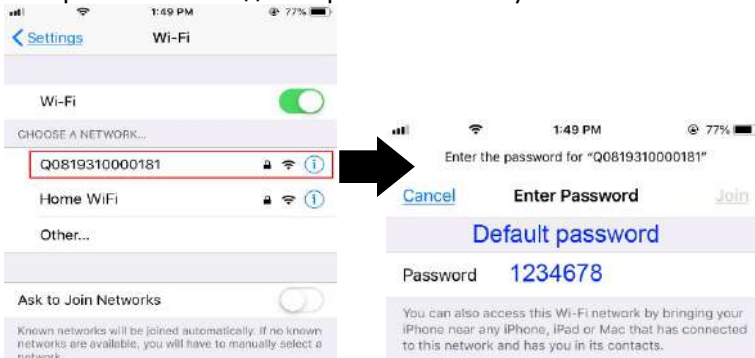 1:49 PM
77%
Settings
Wi-Fi
Wi-Fi
CHOOSE A NETWORK...
Q0819310000181
Home WiFi
Other...
Ask to Join Networks
Known networks will be joined automatically. If no known
networks are available, you will have to manually select a
network.
1:49 PM
77%
Enter the password for "Q0819310000181"
Cancel
Enter Password
Join
Default password
Password 1234678
You can also access this Wi-Fi network by bringing your
iPhone near any iPhone, iPad or Mac that has connected
to this network and has you in its contacts.